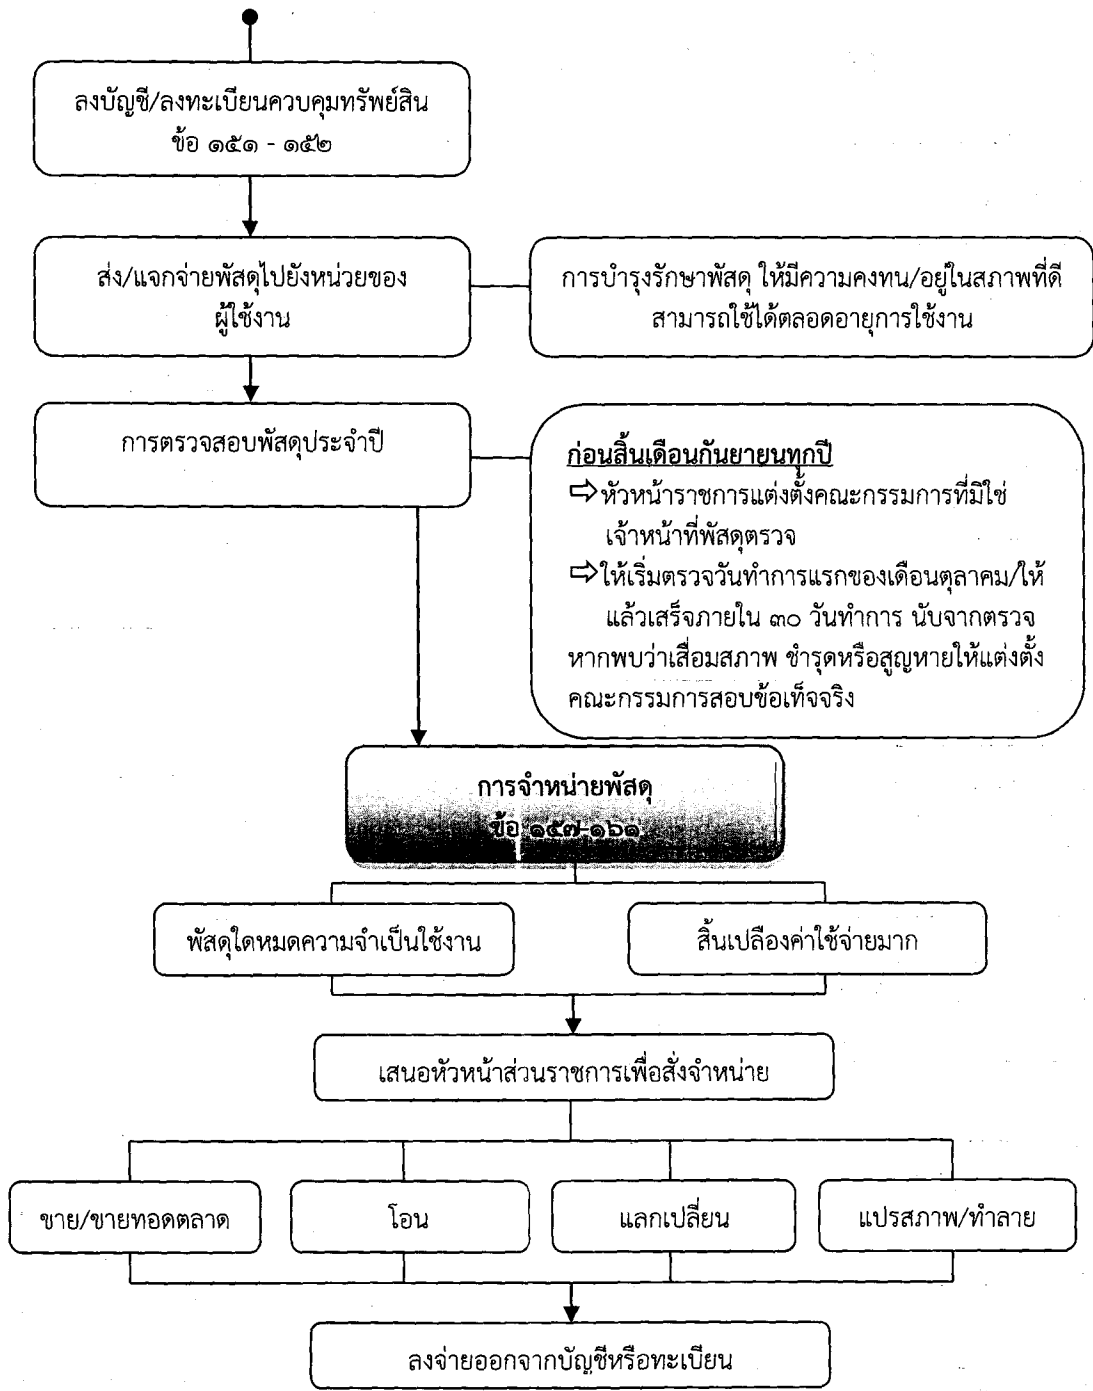 ลงบัญชี/ลงทะเบียนควบคุมทรัพย์สิน
ข้อ ๑๕๑ - ๑๕๒
ส่ง/แจกจ่ายพัสดุไปยังหน่วยของ
ผู้ใช้งาน
การบำรุงรักษาพัสดุ ให้มีความคงทน/อยู่ในสภาพที่ดี
สามารถใช้ได้ตลอดอายุการใช้งาน
การตรวจสอบพัสดุประจำปี
ก่อนสิ้นเดือนกันยายนทุกปี
⇨หัวหน้าราชการแต่งตั้งคณะกรรมการที่มิใช่
เจ้าหน้าที่พัสดุตรวจ
⇨ให้เริ่มตรวจวันทำการแรกของเดือนตุลาคม/ให้
แล้วเสร็จภายใน ๓๐ วันทำการ นับจากตรวจ
หากพบว่าเสื่อมสภาพ ชำรุดหรือสูญหายให้แต่งตั้ง
คณะกรรมการสอบข้อเท็จจริง
การจำหน่ายพัสดุ
ข้อ ๑๕๗-๑๖๑
พัสดุใดหมดความจำเป็นใช้งาน
สิ้นเปลืองค่าใช้จ่ายมาก
เสนอหัวหน้าส่วนราชการเพื่อสั่งจำหน่าย
ขาย/ขายทอดตลาด
โอน
แลกเปลี่ยน
แปรสภาพ/ทำลาย
ลงจ่ายออกจากบัญชีหรือทะเบียน